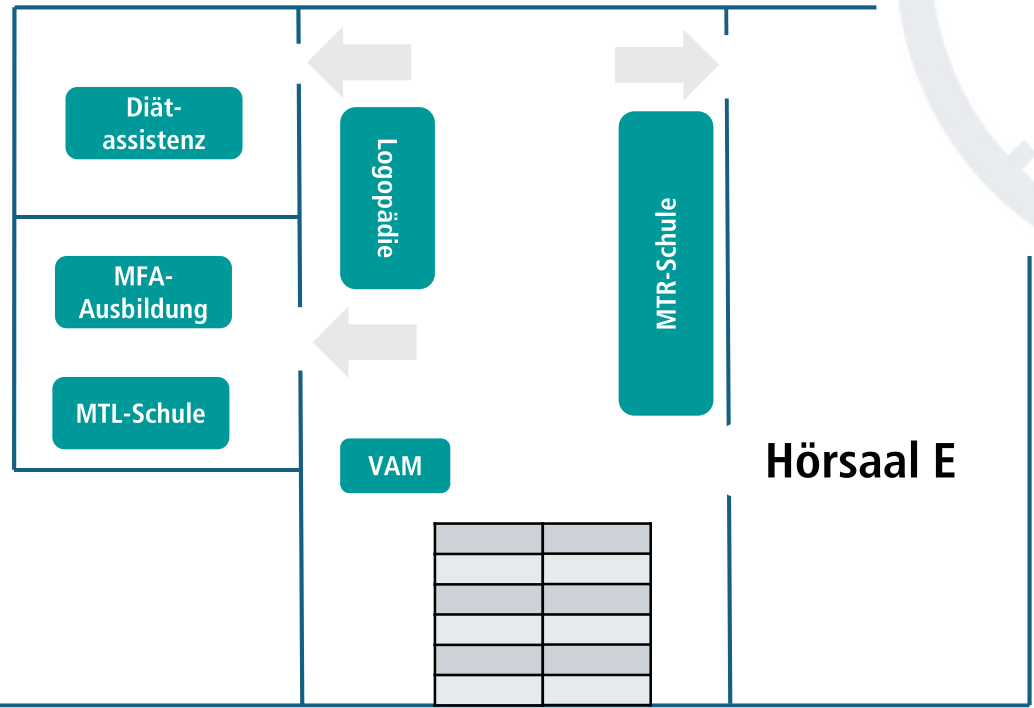 Diät-
assistenz
Logopädie
MTR-Schule
MFA-
Ausbildung
MTL-Schule
VAM
Hörsaal E